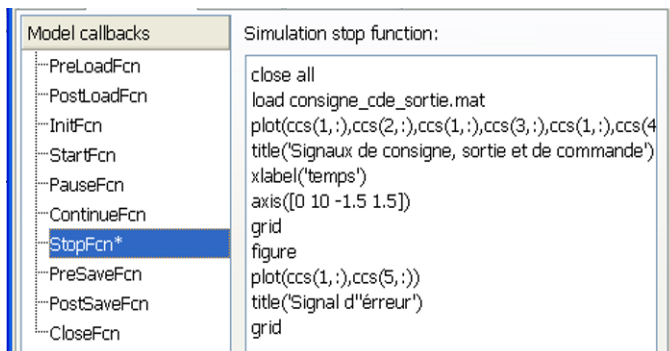 Model callbacks
PreLoadFcn
PostLoadFcn
InitFcn
StartFcn
PauseFcn
ContinueFcn
StopFcn*
PreSaveFcn
PostSaveFcn
CloseFcn
Simulation stop function:
close all
load consigne_cde_sortie.mat
plot(ccs(1,:),ccs(2,:),ccs(1,:),ccs(3,:),ccs(1,:),ccs(4
title('Signaux de consigne, sortie et de commande')
xlabel('temps')
axis([0 10 -1.5 1.5])
grid
figure
plot(ccs(1,:),ccs(5,:))
title('Signal d''érreur')
grid